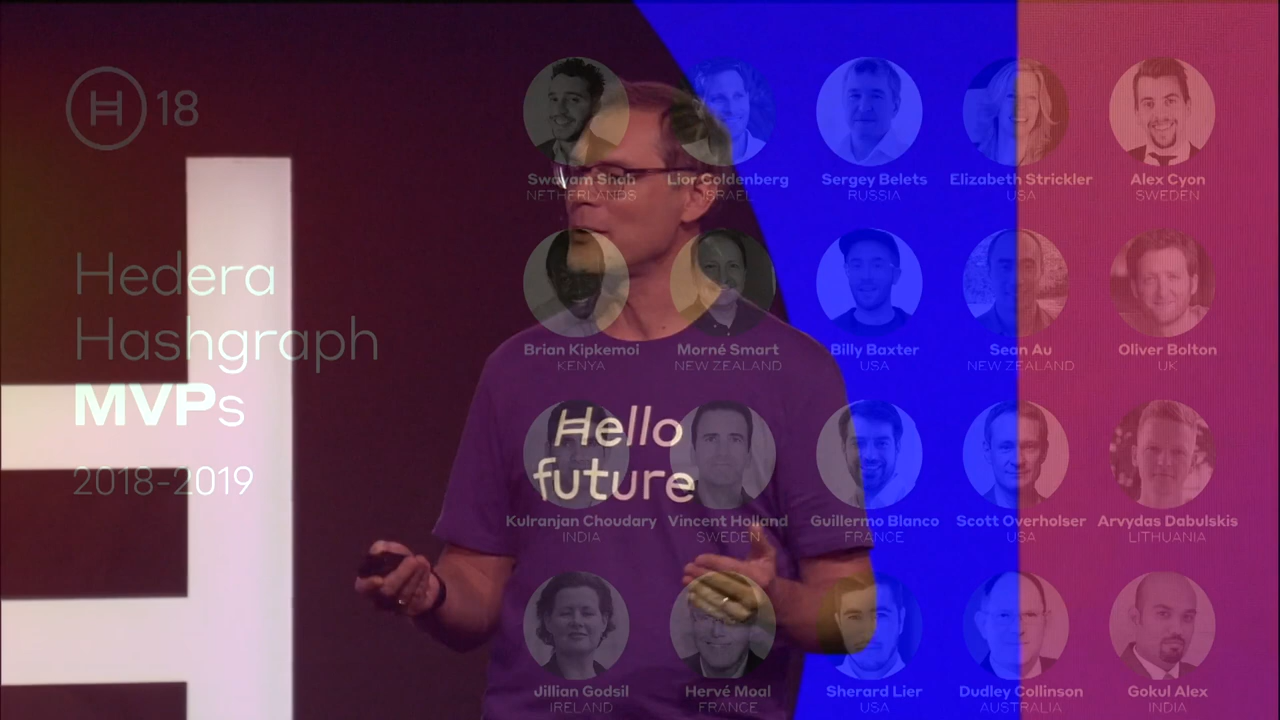 H 18
Hedera
Hashgraph
MVPs
2018-2019
Swayam Shah
NETHERLANDS
Lior Goldenberg
ISRAEL
Sergey Belets
RUSSIA
Elizabeth Strickler
USA
Alex Cyon
SWEDEN
Brian Kipkemoi
KENYA
Morné Smart
NEW ZEALAND
Billy Baxter
USA
Sean Au
NEW ZEALAND
Oliver Bolton
UK
Hello
future
Kulranjan Choudary
INDIA
Vincent Holland
SWEDEN
Guillermo Blanco
FRANCE
Scott Overholser
USA
Arvydas Dabulskis
LITHUANIA
Jillian Godsil
IRELAND
Hervé Moal
FRANCE
Sherard Lier
USA
Dudley Collinson
AUSTRALIA
Gokul Alex
INDIA